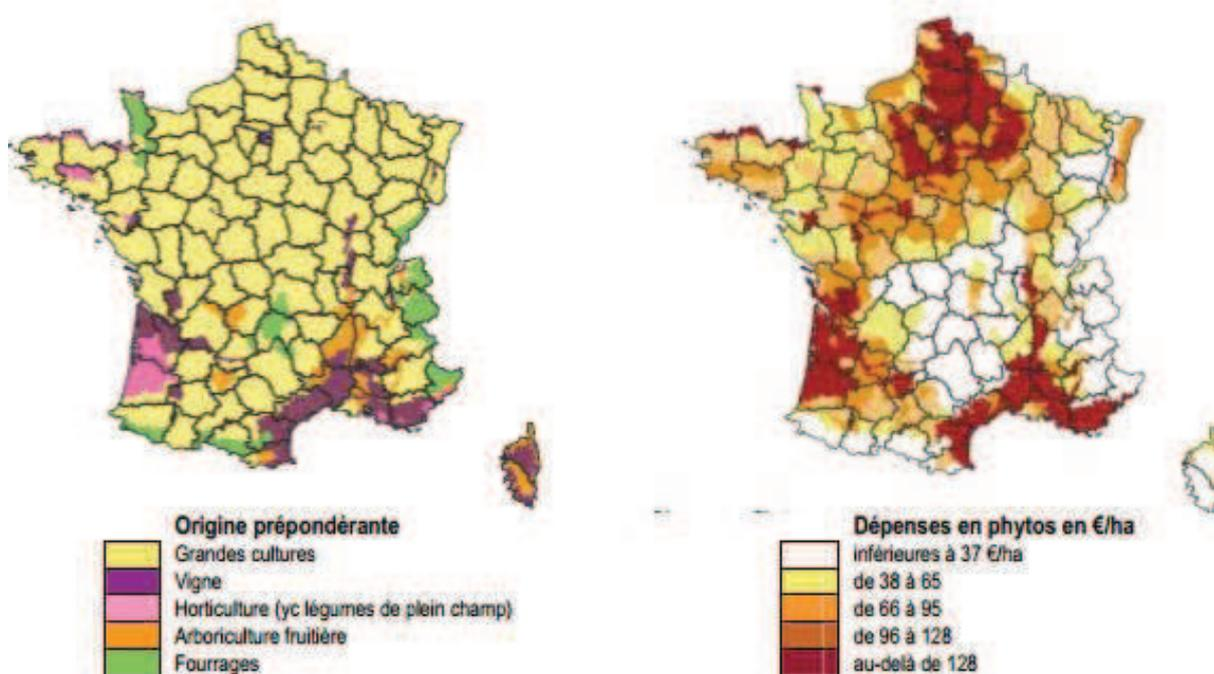 Origine prépondérante
Grandes cultures
Vigne
Horticulture (yc légumes de plein champ)
Arboriculture fruitière
Fourrages
Dépenses en phytos en €/ha
inférieures à 37 €/ha
de 38 à 65
de 66 à 95
de 96 à 128
au-delà de 128